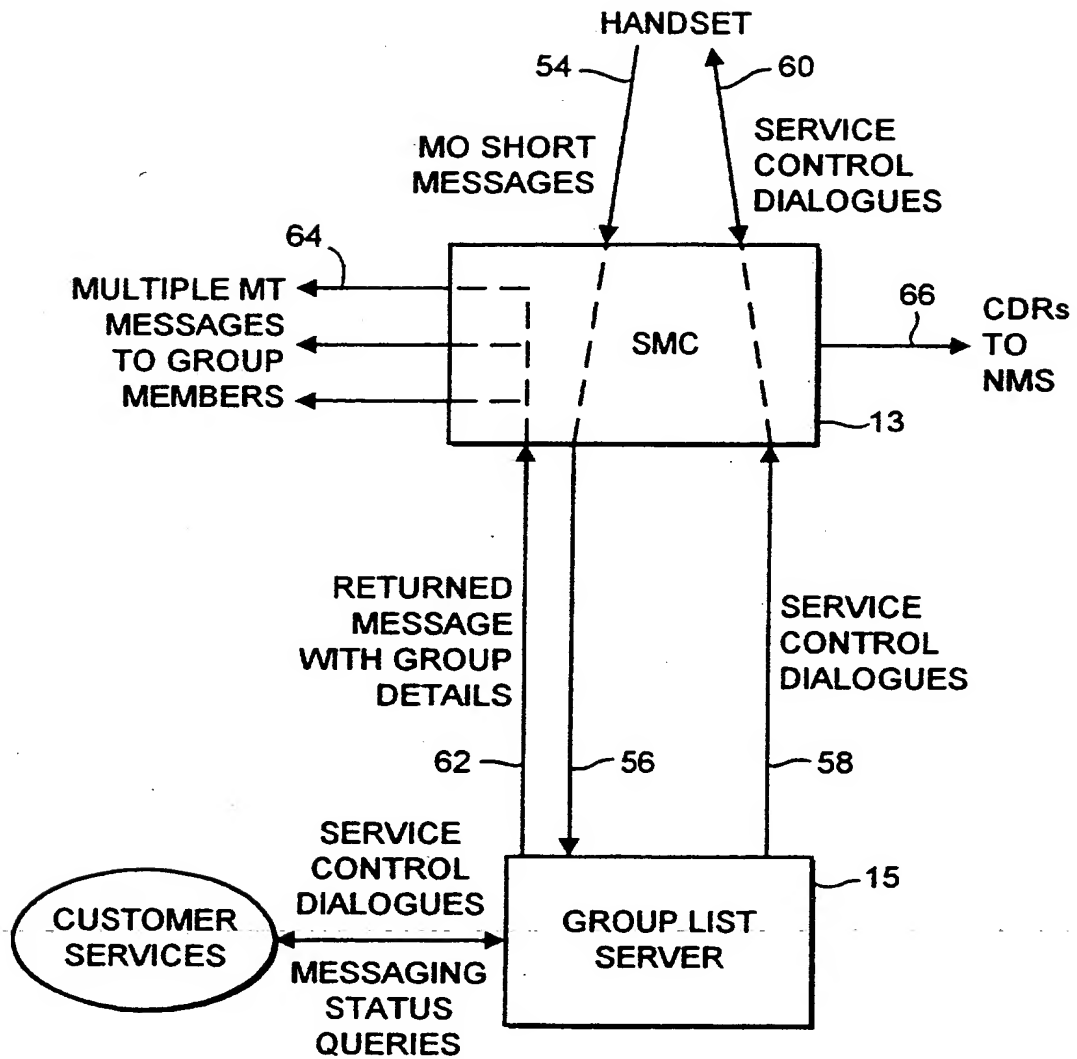 HANDSET
54
60
MO SHORT
MESSAGES
SERVICE
CONTROL
DIALOGUES
64
MULTIPLE MT
MESSAGES
TO GROUP
MEMBERS
SMC
66
CDRs
TO
NMS
13
RETURNED
MESSAGE
WITH GROUP
DETAILS
SERVICE
CONTROL
DIALOGUES
62
56
58
SERVICE
CONTROL
DIALOGUES
15
CUSTOMER
SERVICES
GROUP LIST
SERVER
MESSAGING
STATUS
QUERIES